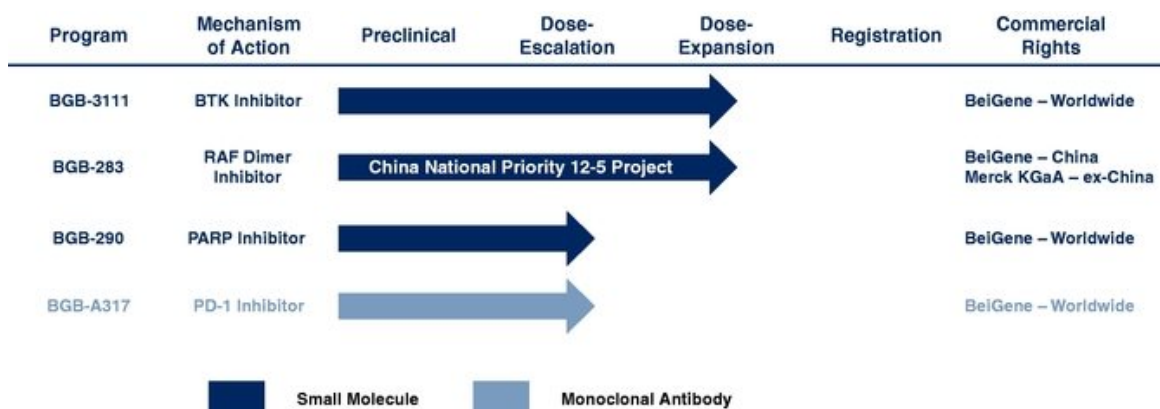 Program
Mechanism
of Action
Preclinical
Dose-
Escalation
Dose-
Expansion
Registration
Commercial
Rights
BGB-3111
BTK Inhibitor
BeiGene – Worldwide
BGB-283
RAF Dimer
Inhibitor
China National Priority 12-5 Project
BeiGene – China
Merck KGaA – ex-China
BGB-290
PARP Inhibitor
BeiGene – Worldwide
BGB-A317
PD-1 Inhibitor
BeiGene – Worldwide
Small Molecule
Monoclonal Antibody